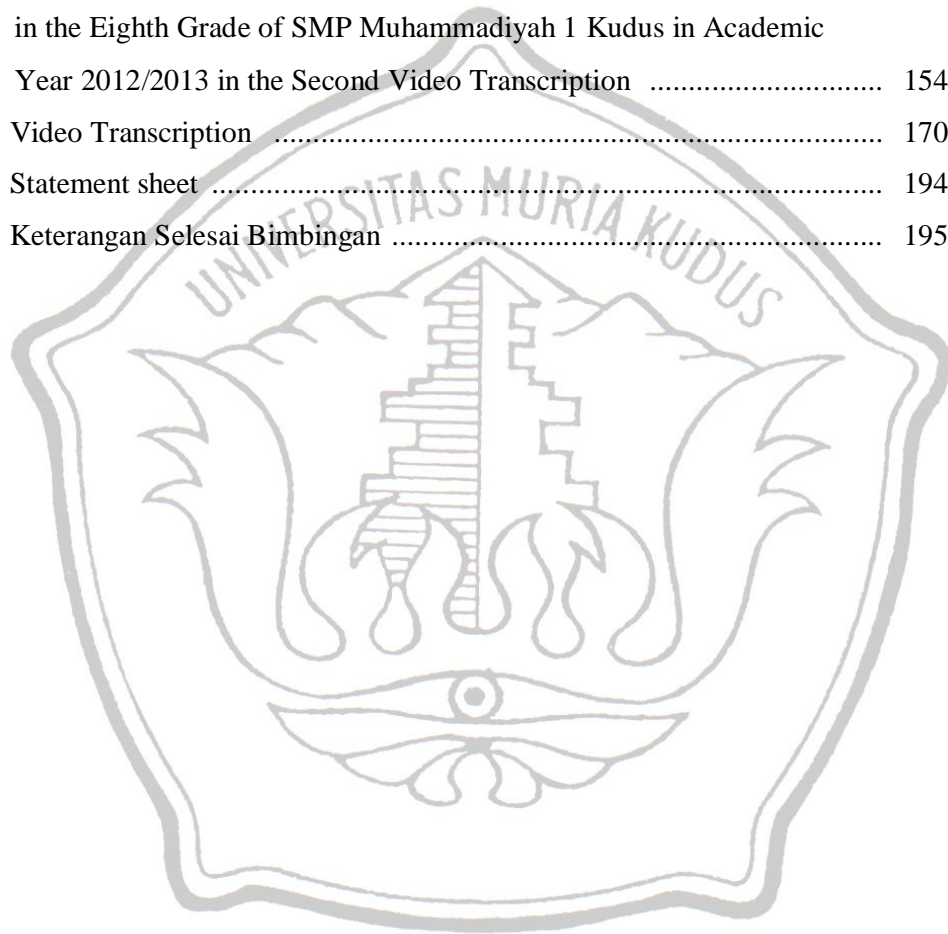 in the Eighth Grade of SMP Muhammadiyah 1 Kudus in Academic
Year 2012/2013 in the Second Video Transcription ............................. 154
Video Transcription ........................................................................... 170
Statement sheet .................................................................................. 194
Keterangan Selesai Bimbingan ............................................................ 195
UNIVERSITAS MURIA KUDUS